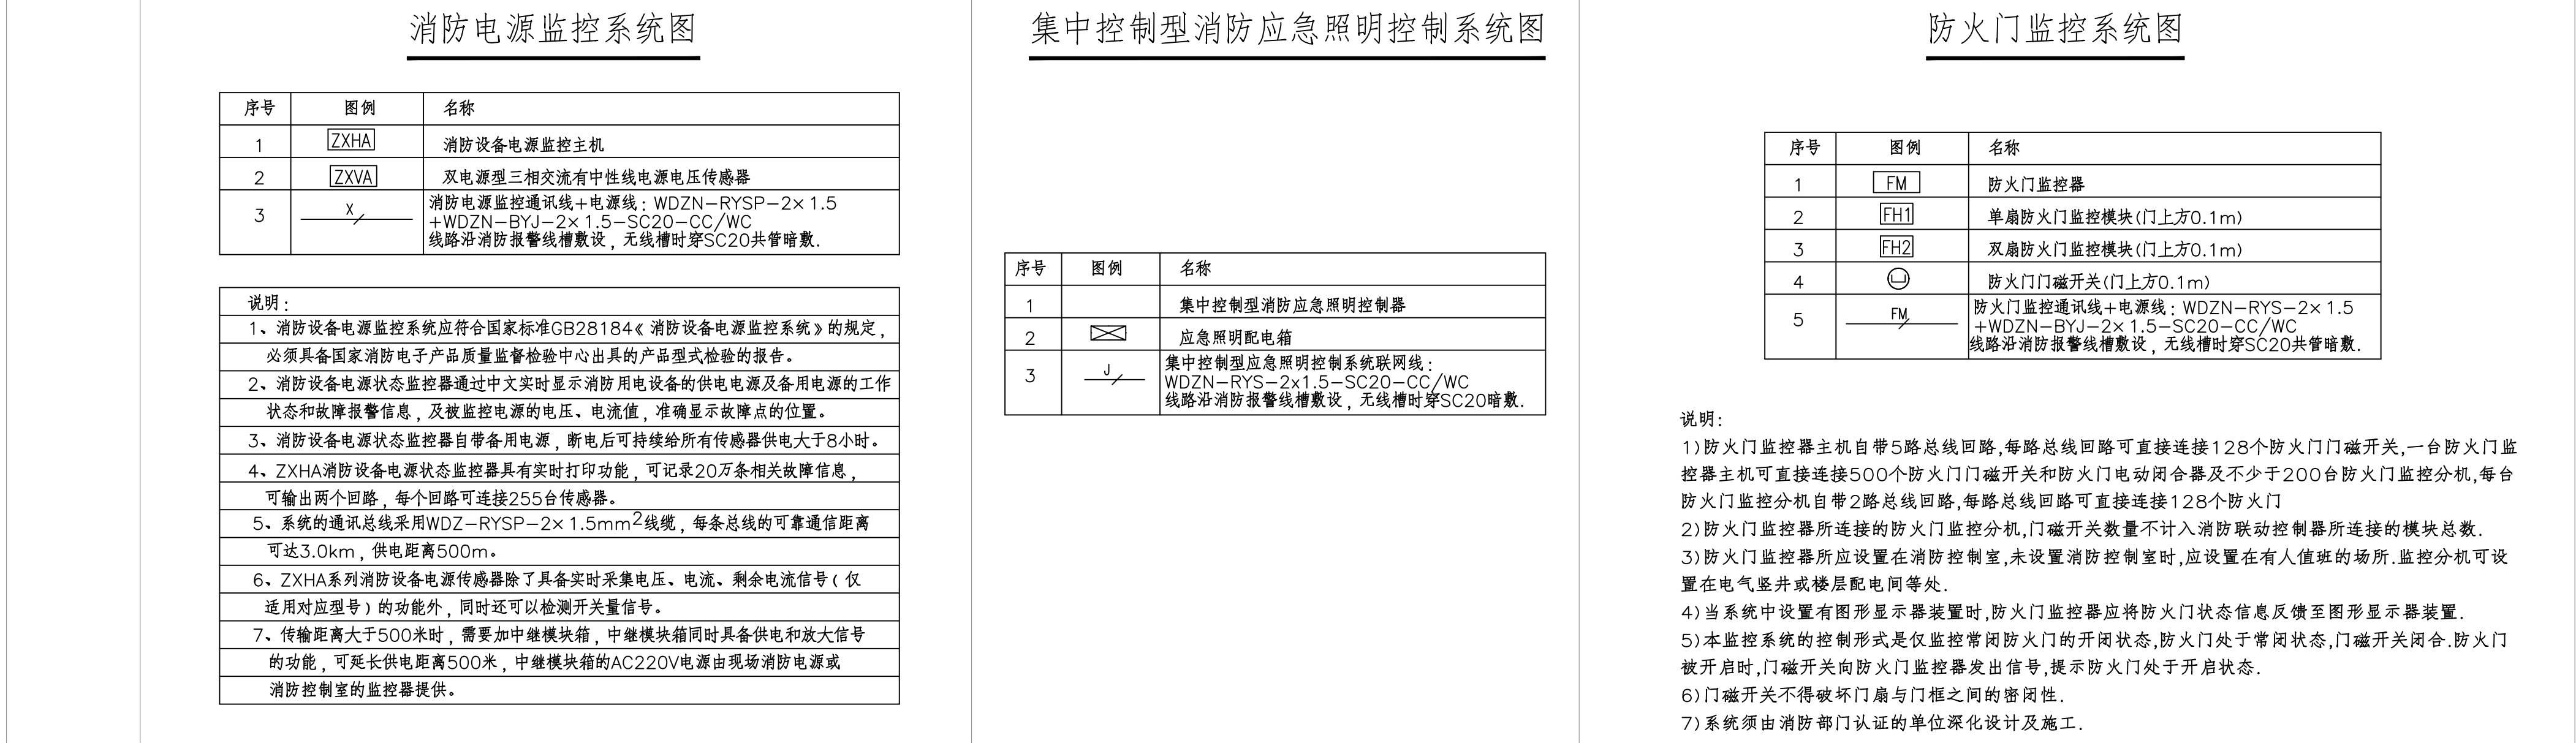 消防电源监控系统图
序号 图例 名称
1 ZXHA 消防设备电源监控主机
2 ZXVA 双电源型三相交流有中性线电源电压传感器
3 X 消防电源监控通讯线+电源线：WDZN-RYSP-2×1.5
+WDZN-BYJ-2×1.5-SC20-CC/WC
线路沿消防报警线槽敷设，无线槽时穿SC20共管暗敷.
说明：
1、消防设备电源监控系统应符合国家标准GB28184《消防设备电源监控系统》的规定，
必须具备国家消防电子产品质量监督检验中心出具的产品型式检验的报告。
2、消防设备电源状态监控器通过中文实时显示消防用电设备的供电电源及备用电源的工作
状态和故障报警信息，及被监控电源的电压、电流值，准确显示故障点的位置。
3、消防设备电源状态监控器自带备用电源，断电后可持续给所有传感器供电大于8小时。
4、ZXHA消防设备电源状态监控器具有实时打印功能，可记录20万条相关故障信息，
可输出两个回路，每个回路可连接255台传感器。
5、系统的通讯总线采用WDZ-RYSP-2×1.5mm2线缆，每条总线的可靠通信距离
可达3.0km，供电距离500m。
6、ZXHA系列消防设备电源传感器除了具备实时采集电压、电流、剩余电流信号（仅
适用对应型号）的功能外，同时还可以检测开关量信号。
7、传输距离大于500米时，需要加中继模块箱，中继模块箱同时具备供电和放大信号
的功能，可延长供电距离500米，中继模块箱的AC220V电源由现场消防电源或
消防控制室的监控器提供。
集中控制型消防应急照明控制系统图
序号 图例 名称
1 集中控制型消防应急照明控制器
2 应急照明配电箱
3 J 集中控制型应急照明控制系统联网线：
WDZN-RYS-2x1.5-SC20-CC/WC
线路沿消防报警线槽敷设，无线槽时穿SC20暗敷.
防火门监控系统图
序号 图例 名称
1 FM 防火门监控器
2 FH1 单扇防火门监控模块(门上方0.1m)
3 FH2 双扇防火门监控模块(门上方0.1m)
4 防火门门磁开关(门上方0.1m)
5 FM 防火门监控通讯线+电源线：WDZN-RYS-2×1.5
+WDZN-BYJ-2×1.5-SC20-CC/WC
线路沿消防报警线槽敷设，无线槽时穿SC20共管暗敷.
说明：
1)防火门监控器主机自带5路总线回路,每路总线回路可直接连接128个防火门门磁开关,一台防火门监
控器主机可直接连接500个防火门门磁开关和防火门电动闭合器及不少于200台防火门监控分机,每台
防火门监控分机自带2路总线回路,每路总线回路可直接连接128个防火门
2)防火门监控器所连接的防火门监控分机,门磁开关数量不计入消防联动控制器所连接的模块总数.
3)防火门监控器所应设置在消防控制室,未设置消防控制室时,应设置在有人值班的场所.监控分机可设
置在电气竖井或楼层配电间等处.
4)当系统中设置有图形显示器装置时,防火门监控器应将防火门状态信息反馈至图形显示器装置.
5)本监控系统的控制形式是仅监控常闭防火门的开闭状态,防火门处于常闭状态,门磁开关闭合.防火门
被开启时,门磁开关向防火门监控器发出信号,提示防火门处于开启状态.
6)门磁开关不得破坏门扇与门框之间的密闭性.
7)系统须由消防部门认证的单位深化设计及施工.